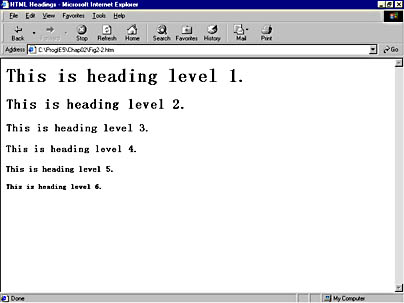 HTML Headings - Microsoft Internet Explorer
File Edit View Favorites Tools Help
Back Forward Stop Refresh Home Search Favorites History Mail Print
Address C:\ProgIE5\Chap02\Fig2-2.htm Go
This is heading level 1.
This is heading level 2.
This is heading level 3.
This is heading level 4.
This is heading level 5.
This is heading level 6.
Done My Computer